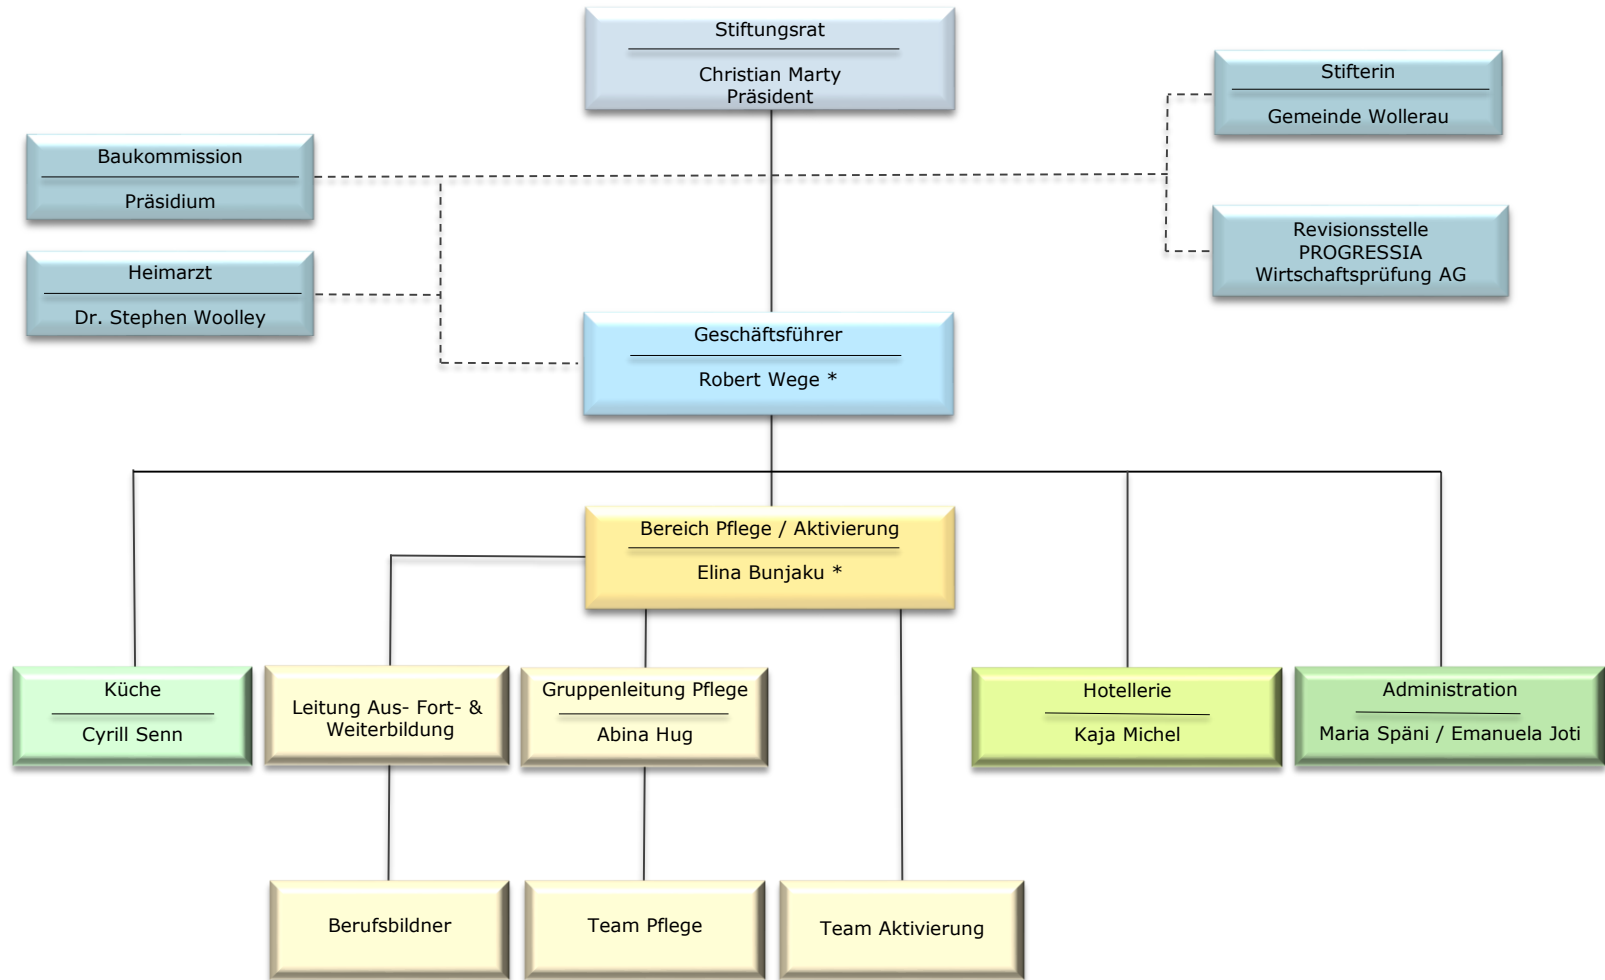 Stiftungsrat
Christian Marty
Präsident
Stifterin
Gemeinde Wollerau
Baukommission
Präsidium
Revisionsstelle
PROGRESSIA
Wirtschaftsprüfung AG
Heimarzt
Dr. Stephen Woolley
Geschäftsführer
Robert Wege *
Bereich Pflege / Aktivierung
Elina Bunjaku *
Küche
Cyrill Senn
Leitung Aus- Fort- &
Weiterbildung
Gruppenleitung Pflege
Abina Hug
Hotellerie
Kaja Michel
Administration
Maria Späni / Emanuela Joti
Berufsbildner
Team Pflege
Team Aktivierung